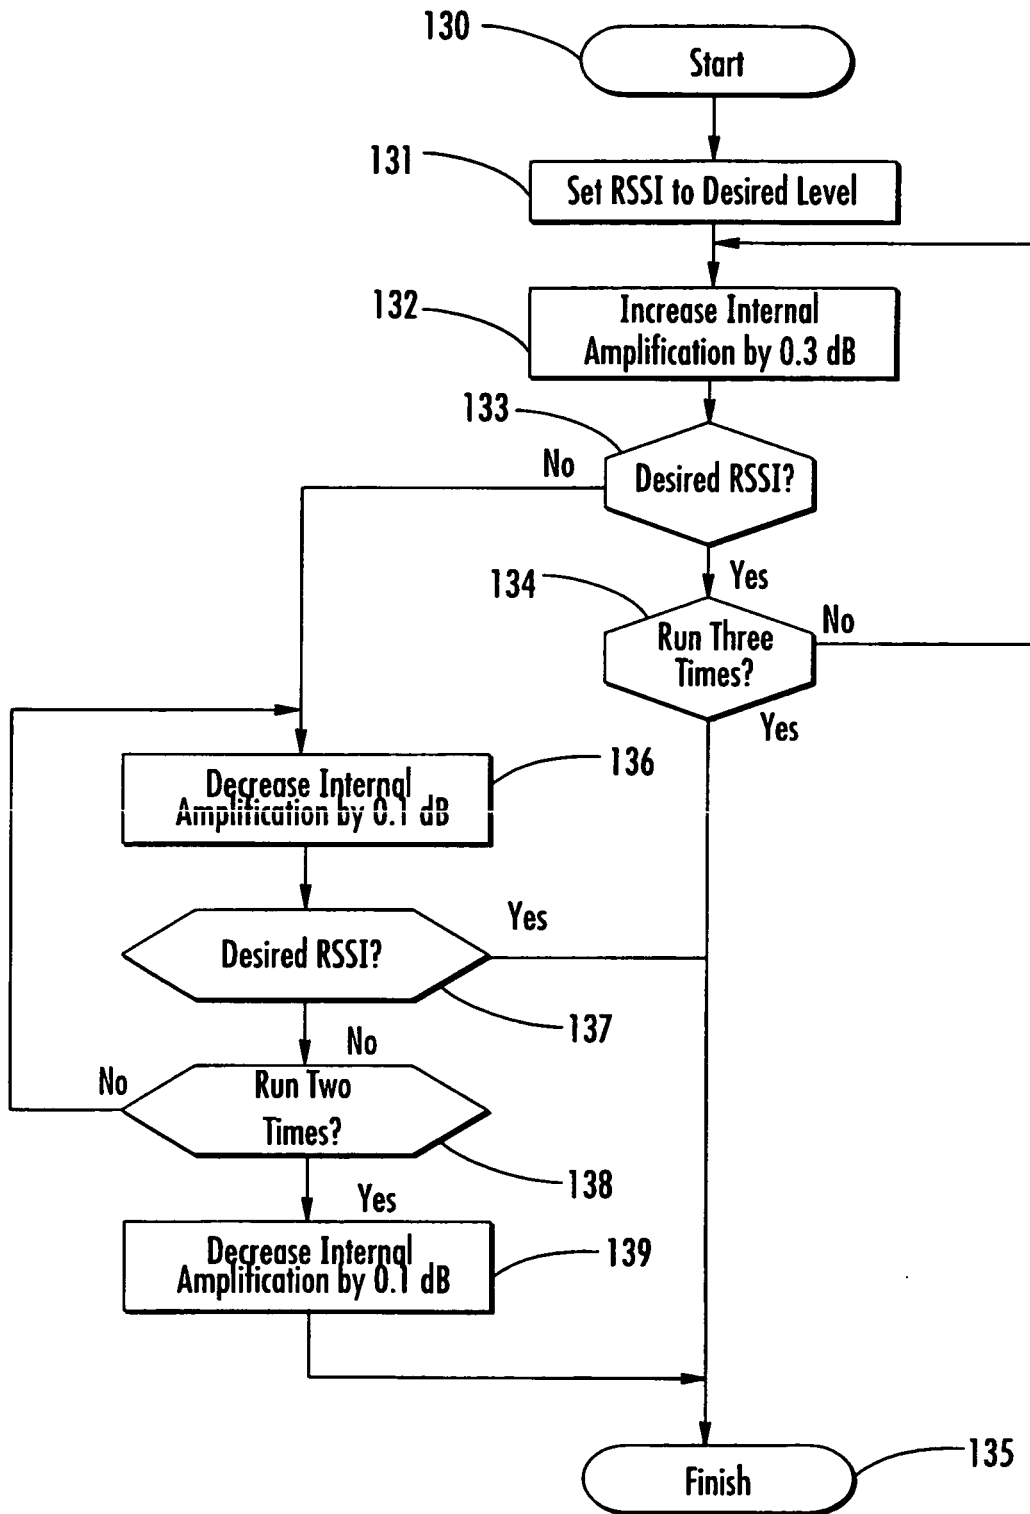 130
Start
131
Set RSSI to Desired Level
132
Increase Internal
Amplification by 0.3 dB
133
No
Desired RSSI?
Yes
134
No
Run Three
Times?
Yes
136
Decrease Internal
Amplification by 0.1 dB
Yes
Desired RSSI?
137
No
No
Run Two
Times?
138
Yes
139
Decrease Internal
Amplification by 0.1 dB
135
Finish